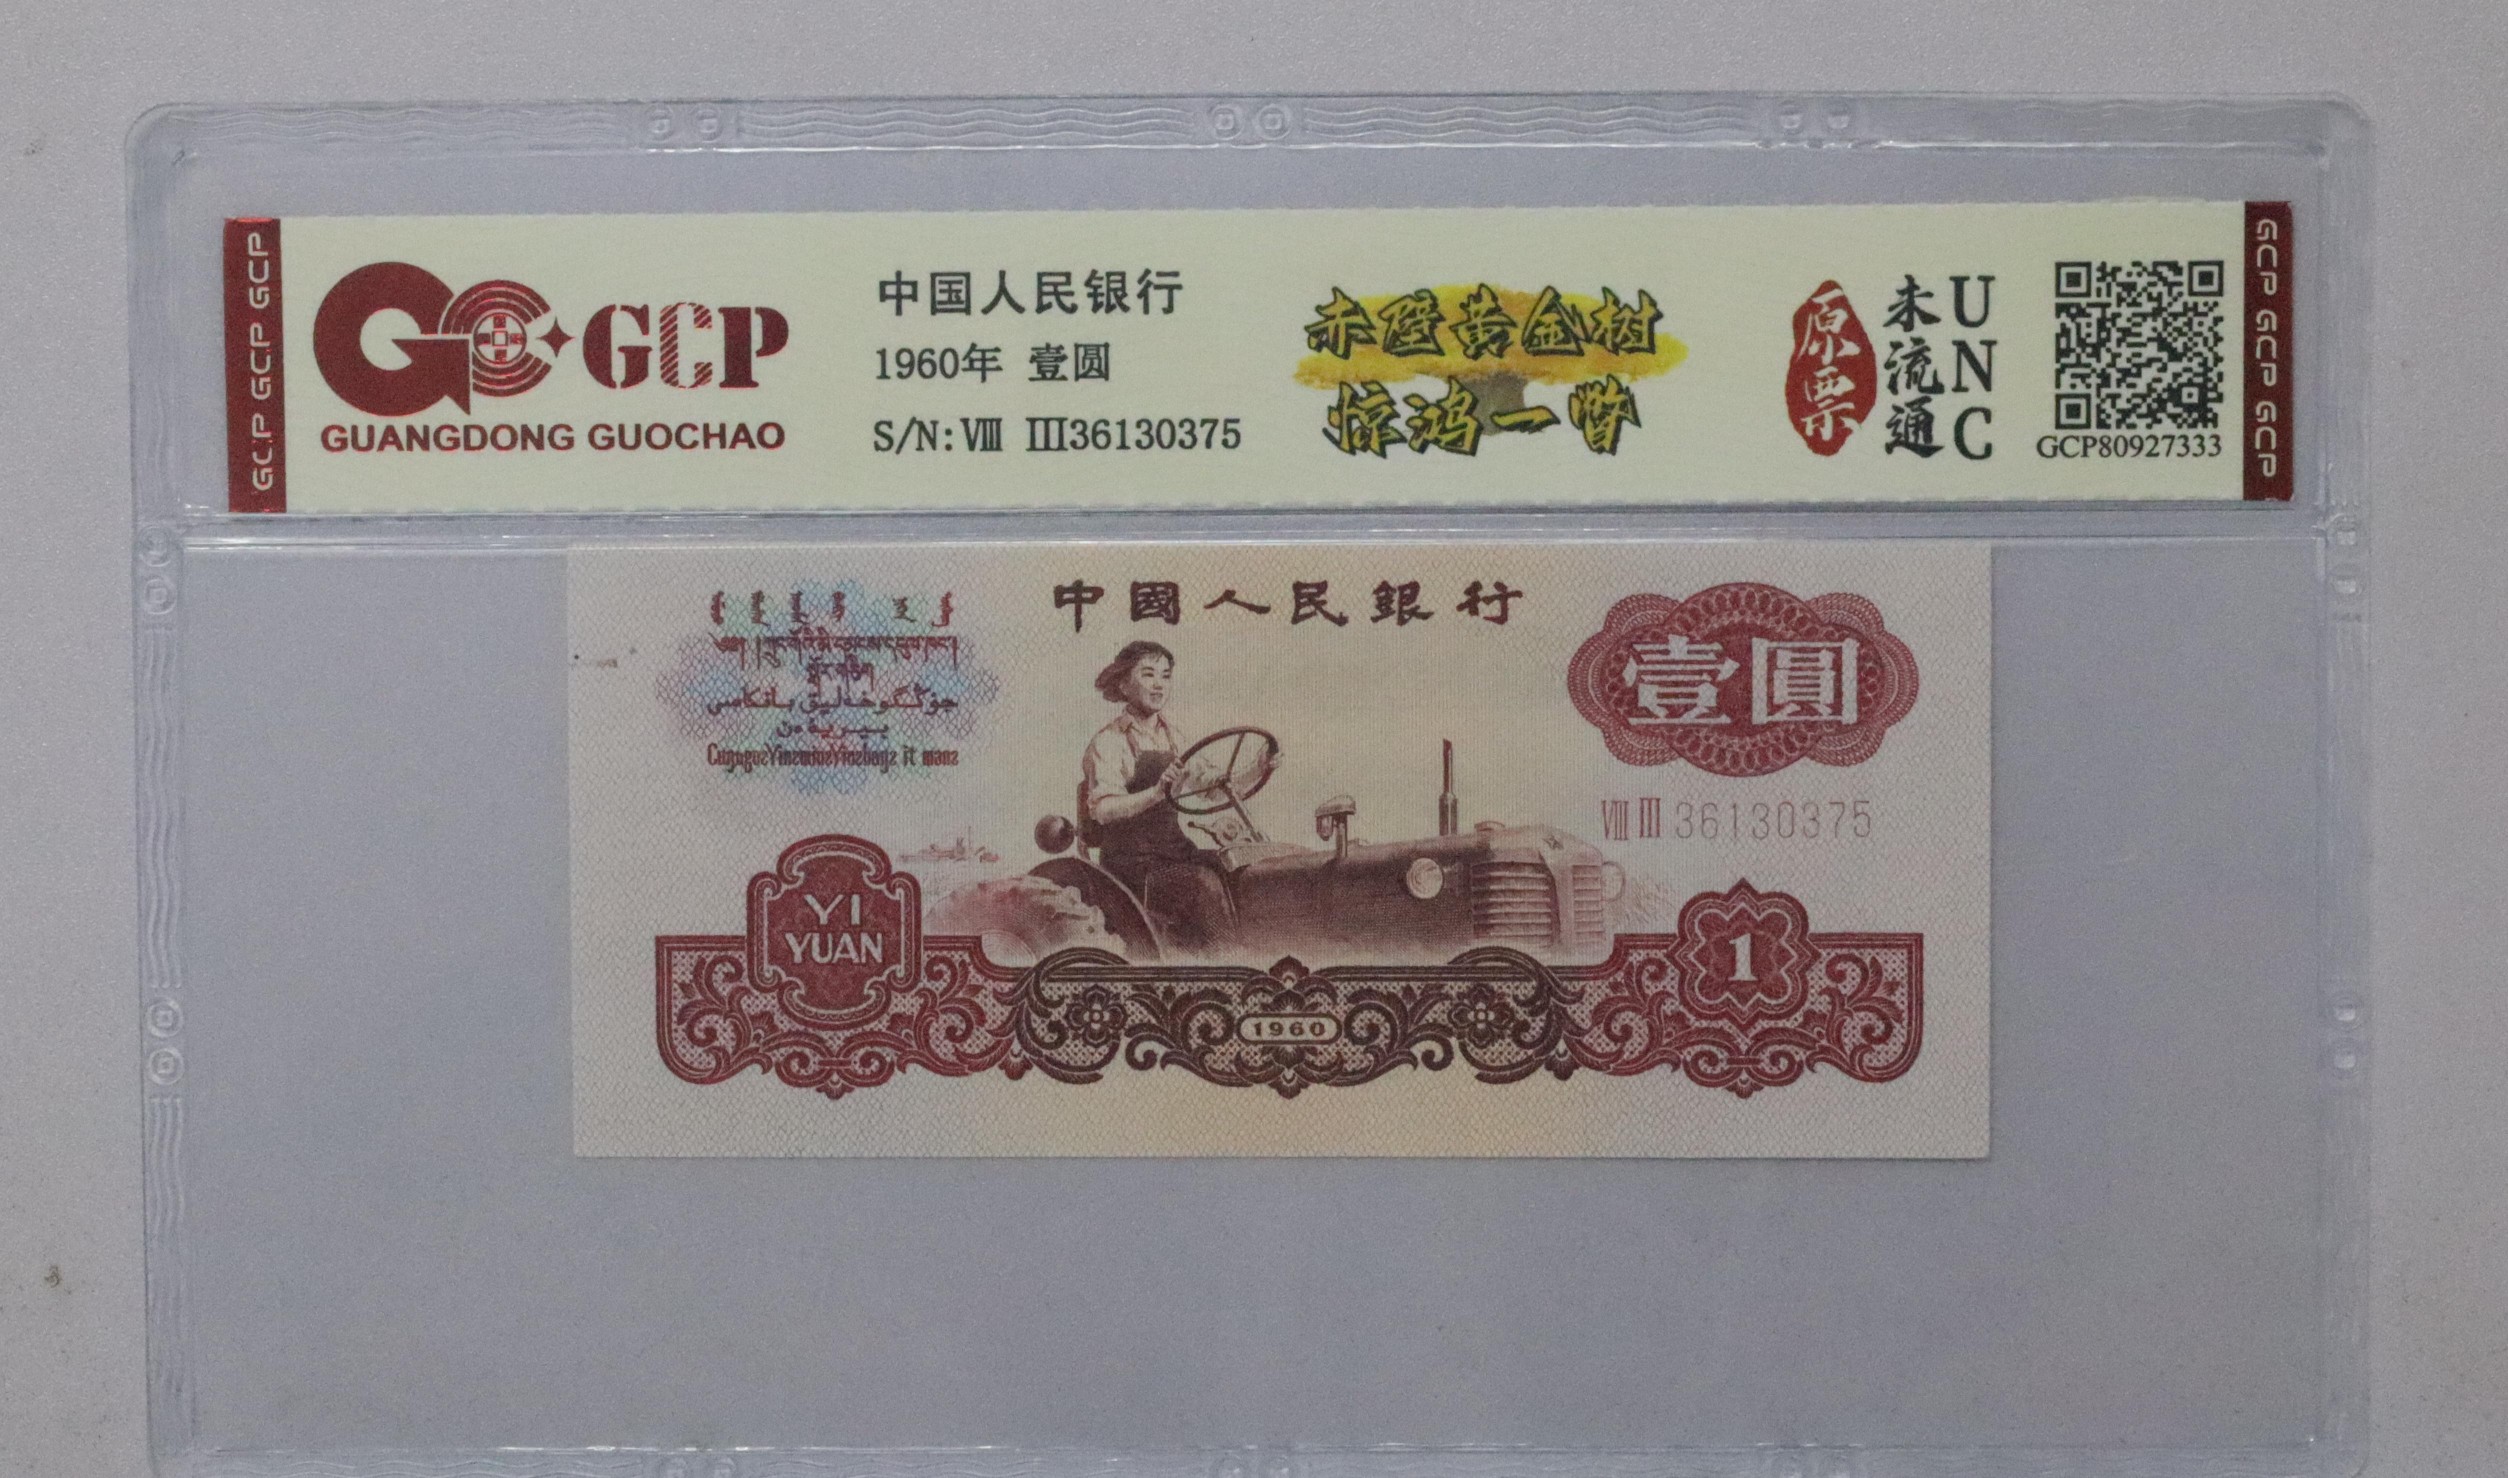 GCP GCP GCP
GCP
GUANGDONG GUOCHAO
中国人民银行
1960年 壹圆
S/N:Ⅷ Ⅲ36130375
赤壁黄金树
惊鸿一瞥
原票
未流通
UNC
GCP80927333
GCP GCP GCP
中國人民銀行
壹圓
Ⅷ Ⅲ 36130375
YI
YUAN
1960
1